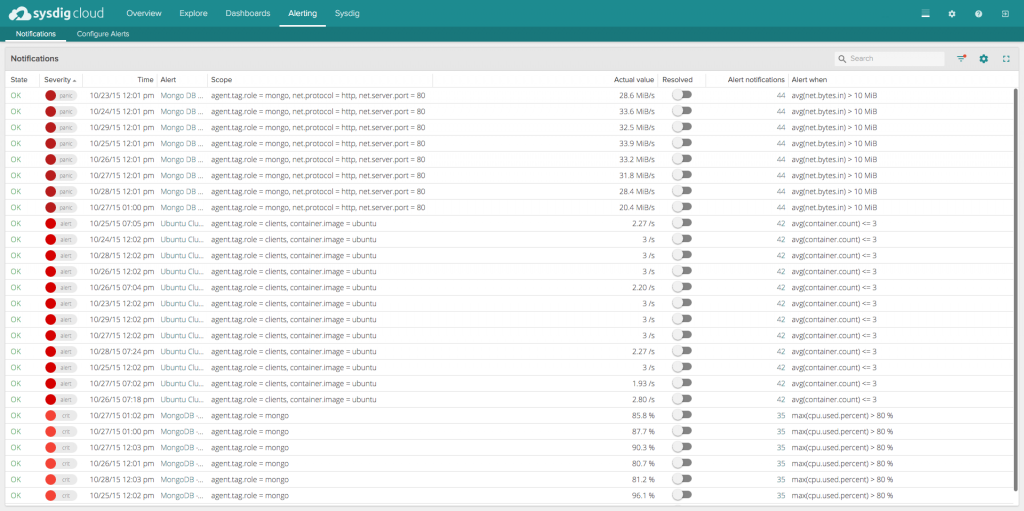 sysdig cloud Overview Explore Dashboards Alerting Sysdig
Notifications Configure Alerts
Notifications Search
State Severity Time Alert Scope Actual value Resolved Alert notifications Alert when
OK panic 10/23/15 12:01 pm Mongo DB ... agent.tag.role = mongo, net.protocol = http, net.server.port = 80 28.6 MiB/s 44 avg(net.bytes.in) > 10 MiB
OK panic 10/24/15 12:01 pm Mongo DB ... agent.tag.role = mongo, net.protocol = http, net.server.port = 80 33.6 MiB/s 44 avg(net.bytes.in) > 10 MiB
OK panic 10/29/15 12:01 pm Mongo DB ... agent.tag.role = mongo, net.protocol = http, net.server.port = 80 32.5 MiB/s 44 avg(net.bytes.in) > 10 MiB
OK panic 10/25/15 12:01 pm Mongo DB ... agent.tag.role = mongo, net.protocol = http, net.server.port = 80 33.9 MiB/s 44 avg(net.bytes.in) > 10 MiB
OK panic 10/26/15 12:01 pm Mongo DB ... agent.tag.role = mongo, net.protocol = http, net.server.port = 80 33.2 MiB/s 44 avg(net.bytes.in) > 10 MiB
OK panic 10/27/15 12:01 pm Mongo DB ... agent.tag.role = mongo, net.protocol = http, net.server.port = 80 31.8 MiB/s 44 avg(net.bytes.in) > 10 MiB
OK panic 10/28/15 12:01 pm Mongo DB ... agent.tag.role = mongo, net.protocol = http, net.server.port = 80 28.4 MiB/s 44 avg(net.bytes.in) > 10 MiB
OK panic 10/27/15 01:00 pm Mongo DB ... agent.tag.role = mongo, net.protocol = http, net.server.port = 80 20.4 MiB/s 44 avg(net.bytes.in) > 10 MiB
OK alert 10/25/15 07:05 pm Ubuntu Clu... agent.tag.role = clients, container.image = ubuntu 2.27 /s 42 avg(container.count) <= 3
OK alert 10/24/15 12:02 pm Ubuntu Clu... agent.tag.role = clients, container.image = ubuntu 3 /s 42 avg(container.count) <= 3
OK alert 10/28/15 12:02 pm Ubuntu Clu... agent.tag.role = clients, container.image = ubuntu 3 /s 42 avg(container.count) <= 3
OK alert 10/26/15 12:02 pm Ubuntu Clu... agent.tag.role = clients, container.image = ubuntu 3 /s 42 avg(container.count) <= 3
OK alert 10/26/15 07:04 pm Ubuntu Clu... agent.tag.role = clients, container.image = ubuntu 2.20 /s 42 avg(container.count) <= 3
OK alert 10/23/15 12:02 pm Ubuntu Clu... agent.tag.role = clients, container.image = ubuntu 3 /s 42 avg(container.count) <= 3
OK alert 10/29/15 12:02 pm Ubuntu Clu... agent.tag.role = clients, container.image = ubuntu 3 /s 42 avg(container.count) <= 3
OK alert 10/27/15 12:02 pm Ubuntu Clu... agent.tag.role = clients, container.image = ubuntu 3 /s 42 avg(container.count) <= 3
OK alert 10/28/15 07:24 pm Ubuntu Clu... agent.tag.role = clients, container.image = ubuntu 2.27 /s 42 avg(container.count) <= 3
OK alert 10/25/15 12:02 pm Ubuntu Clu... agent.tag.role = clients, container.image = ubuntu 3 /s 42 avg(container.count) <= 3
OK alert 10/27/15 07:02 pm Ubuntu Clu... agent.tag.role = clients, container.image = ubuntu 1.93 /s 42 avg(container.count) <= 3
OK alert 10/26/15 07:18 pm Ubuntu Clu... agent.tag.role = clients, container.image = ubuntu 2.80 /s 42 avg(container.count) <= 3
OK crit 10/27/15 01:02 pm MongoDB -... agent.tag.role = mongo 85.8 % 35 max(cpu.used.percent) > 80 %
OK crit 10/27/15 01:00 pm MongoDB -... agent.tag.role = mongo 87.7 % 35 max(cpu.used.percent) > 80 %
OK crit 10/27/15 12:03 pm MongoDB -... agent.tag.role = mongo 90.3 % 35 max(cpu.used.percent) > 80 %
OK crit 10/26/15 12:01 pm MongoDB -... agent.tag.role = mongo 80.7 % 35 max(cpu.used.percent) > 80 %
OK crit 10/28/15 12:03 pm MongoDB -... agent.tag.role = mongo 81.2 % 35 max(cpu.used.percent) > 80 %
OK crit 10/25/15 12:02 pm MongoDB -... agent.tag.role = mongo 96.1 % 35 max(cpu.used.percent) > 80 %